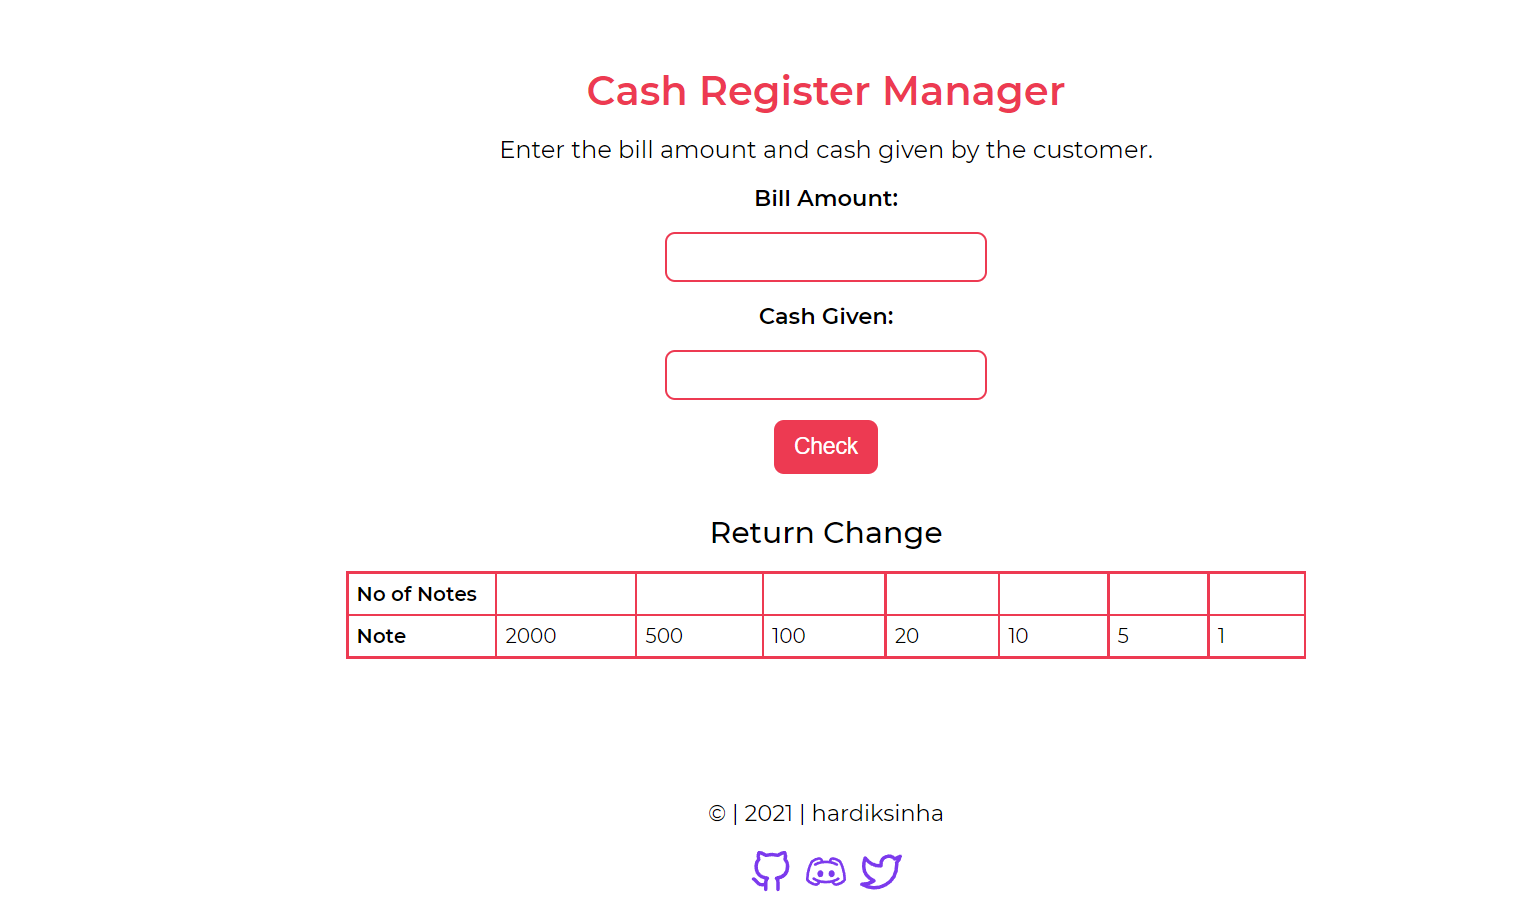 Cash Register Manager
Enter the bill amount and cash given by the customer.
Bill Amount:
Cash Given:
Check
Return Change
No of Notes
Note 2000 500 100 20 10 5 1
© | 2021 | hardiksinha